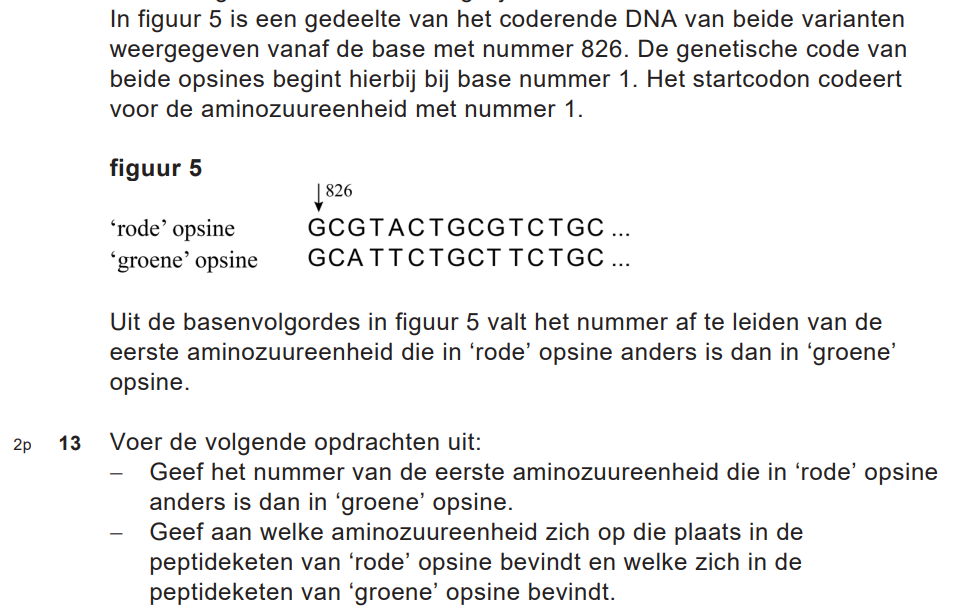 In figuur 5 is een gedeelte van het coderende DNA van beide varianten
weergegeven vanaf de base met nummer 826. De genetische code van
beide opsines begint hierbij bij base nummer 1. Het startcodon codeert
voor de aminozuureenheid met nummer 1.
figuur 5
826
‘rode’ opsine GCGTACTGCGTCTGC ...
‘groene’ opsine GCATTCTGCTTCTGC ...
Uit de basenvolgordes in figuur 5 valt het nummer af te leiden van de
eerste aminozuureenheid die in ‘rode’ opsine anders is dan in ‘groene’
opsine.
2p 13 Voer de volgende opdrachten uit:
– Geef het nummer van de eerste aminozuureenheid die in ‘rode’ opsine
anders is dan in ‘groene’ opsine.
– Geef aan welke aminozuureenheid zich op die plaats in de
peptideketen van ‘rode’ opsine bevindt en welke zich in de
peptideketen van ‘groene’ opsine bevindt.